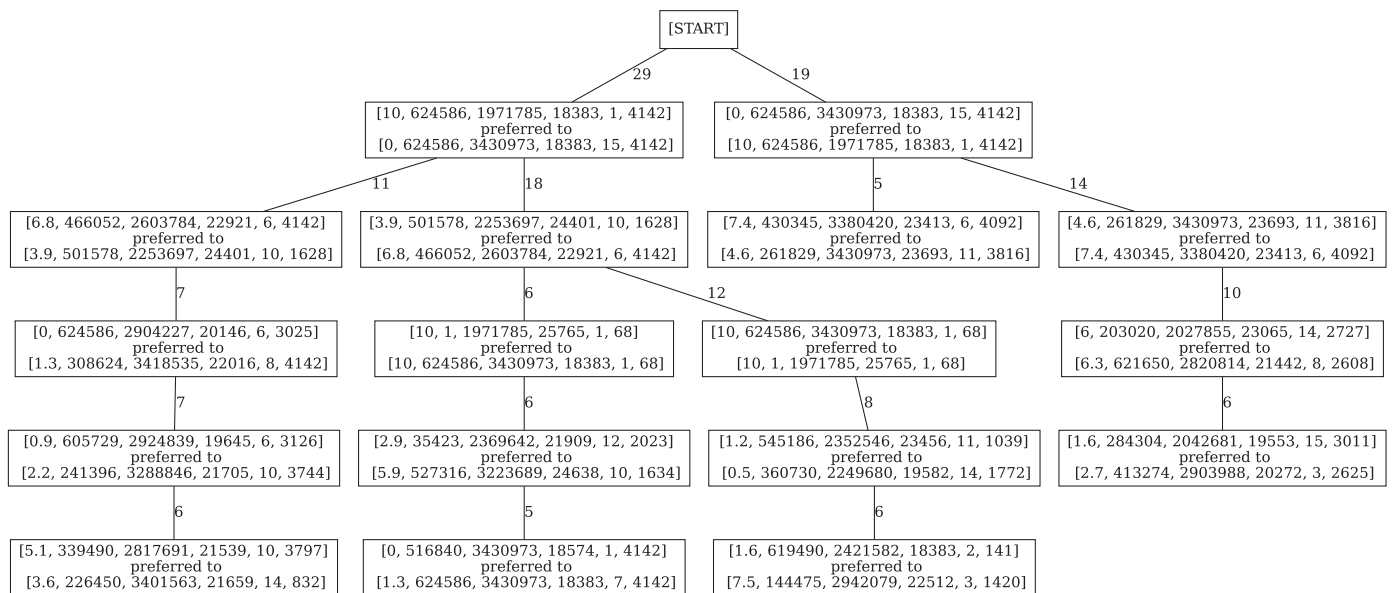 [START]
29
19
[10, 624586, 1971785, 18383, 1, 4142]
preferred to
[0, 624586, 3430973, 18383, 15, 4142]
[0, 624586, 3430973, 18383, 15, 4142]
preferred to
[10, 624586, 1971785, 18383, 1, 4142]
11
18
5
14
[6.8, 466052, 2603784, 22921, 6, 4142]
preferred to
[3.9, 501578, 2253697, 24401, 10, 1628]
[3.9, 501578, 2253697, 24401, 10, 1628]
preferred to
[6.8, 466052, 2603784, 22921, 6, 4142]
[7.4, 430345, 3380420, 23413, 6, 4092]
preferred to
[4.6, 261829, 3430973, 23693, 11, 3816]
[4.6, 261829, 3430973, 23693, 11, 3816]
preferred to
[7.4, 430345, 3380420, 23413, 6, 4092]
7
6
12
10
[0, 624586, 2904227, 20146, 6, 3025]
preferred to
[1.3, 308624, 3418535, 22016, 8, 4142]
[10, 1, 1971785, 25765, 1, 68]
preferred to
[10, 624586, 3430973, 18383, 1, 68]
[10, 624586, 3430973, 18383, 1, 68]
preferred to
[10, 1, 1971785, 25765, 1, 68]
[6, 203020, 2027855, 23065, 14, 2727]
preferred to
[6.3, 621650, 2820814, 21442, 8, 2608]
7
6
8
6
[0.9, 605729, 2924839, 19645, 6, 3126]
preferred to
[2.2, 241396, 3288846, 21705, 10, 3744]
[2.9, 35423, 2369642, 21909, 12, 2023]
preferred to
[5.9, 527316, 3223689, 24638, 10, 1634]
[1.2, 545186, 2352546, 23456, 11, 1039]
preferred to
[0.5, 360730, 2249680, 19582, 14, 1772]
[1.6, 284304, 2042681, 19553, 15, 3011]
preferred to
[2.7, 413274, 2903988, 20272, 3, 2625]
6
5
6
[5.1, 339490, 2817691, 21539, 10, 3797]
preferred to
[3.6, 226450, 3401563, 21659, 14, 832]
[0, 516840, 3430973, 18574, 1, 4142]
preferred to
[1.3, 624586, 3430973, 18383, 7, 4142]
[1.6, 619490, 2421582, 18383, 2, 141]
preferred to
[7.5, 144475, 2942079, 22512, 3, 1420]